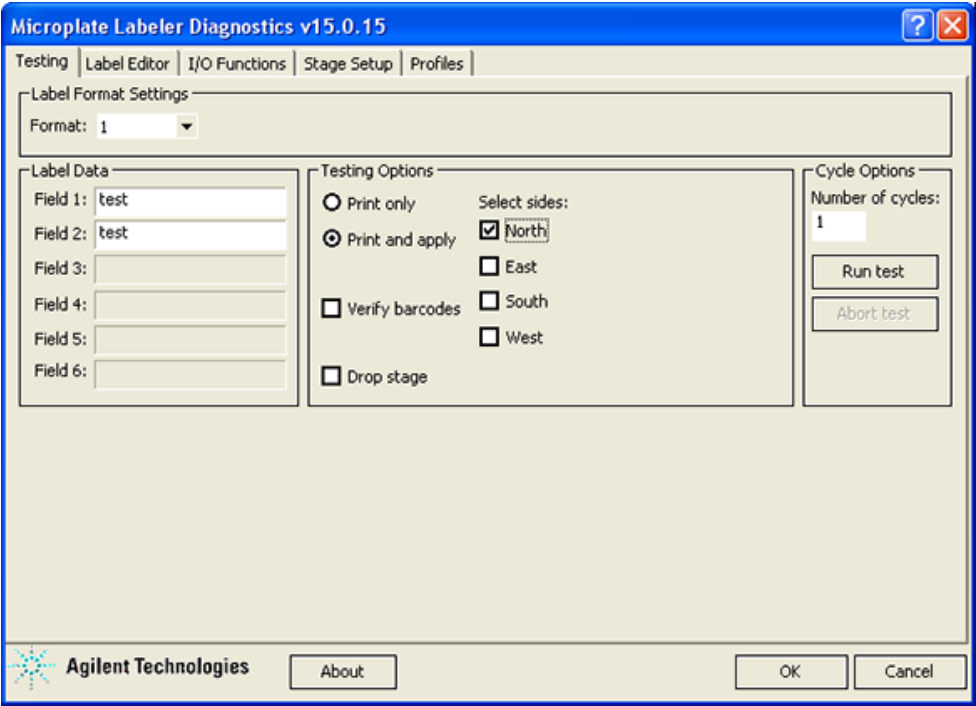 Microplate Labeler Diagnostics v15.0.15
?
Testing Label Editor I/O Functions Stage Setup Profiles
Label Format Settings
Format: 1
Label Data
Field 1: test
Field 2: test
Field 3:
Field 4:
Field 5:
Field 6:
Testing Options
Print only
Print and apply
Verify barcodes
Drop stage
Select sides:
North
East
South
West
Cycle Options
Number of cycles:
1
Run test
Abort test
Agilent Technologies
About
OK
Cancel